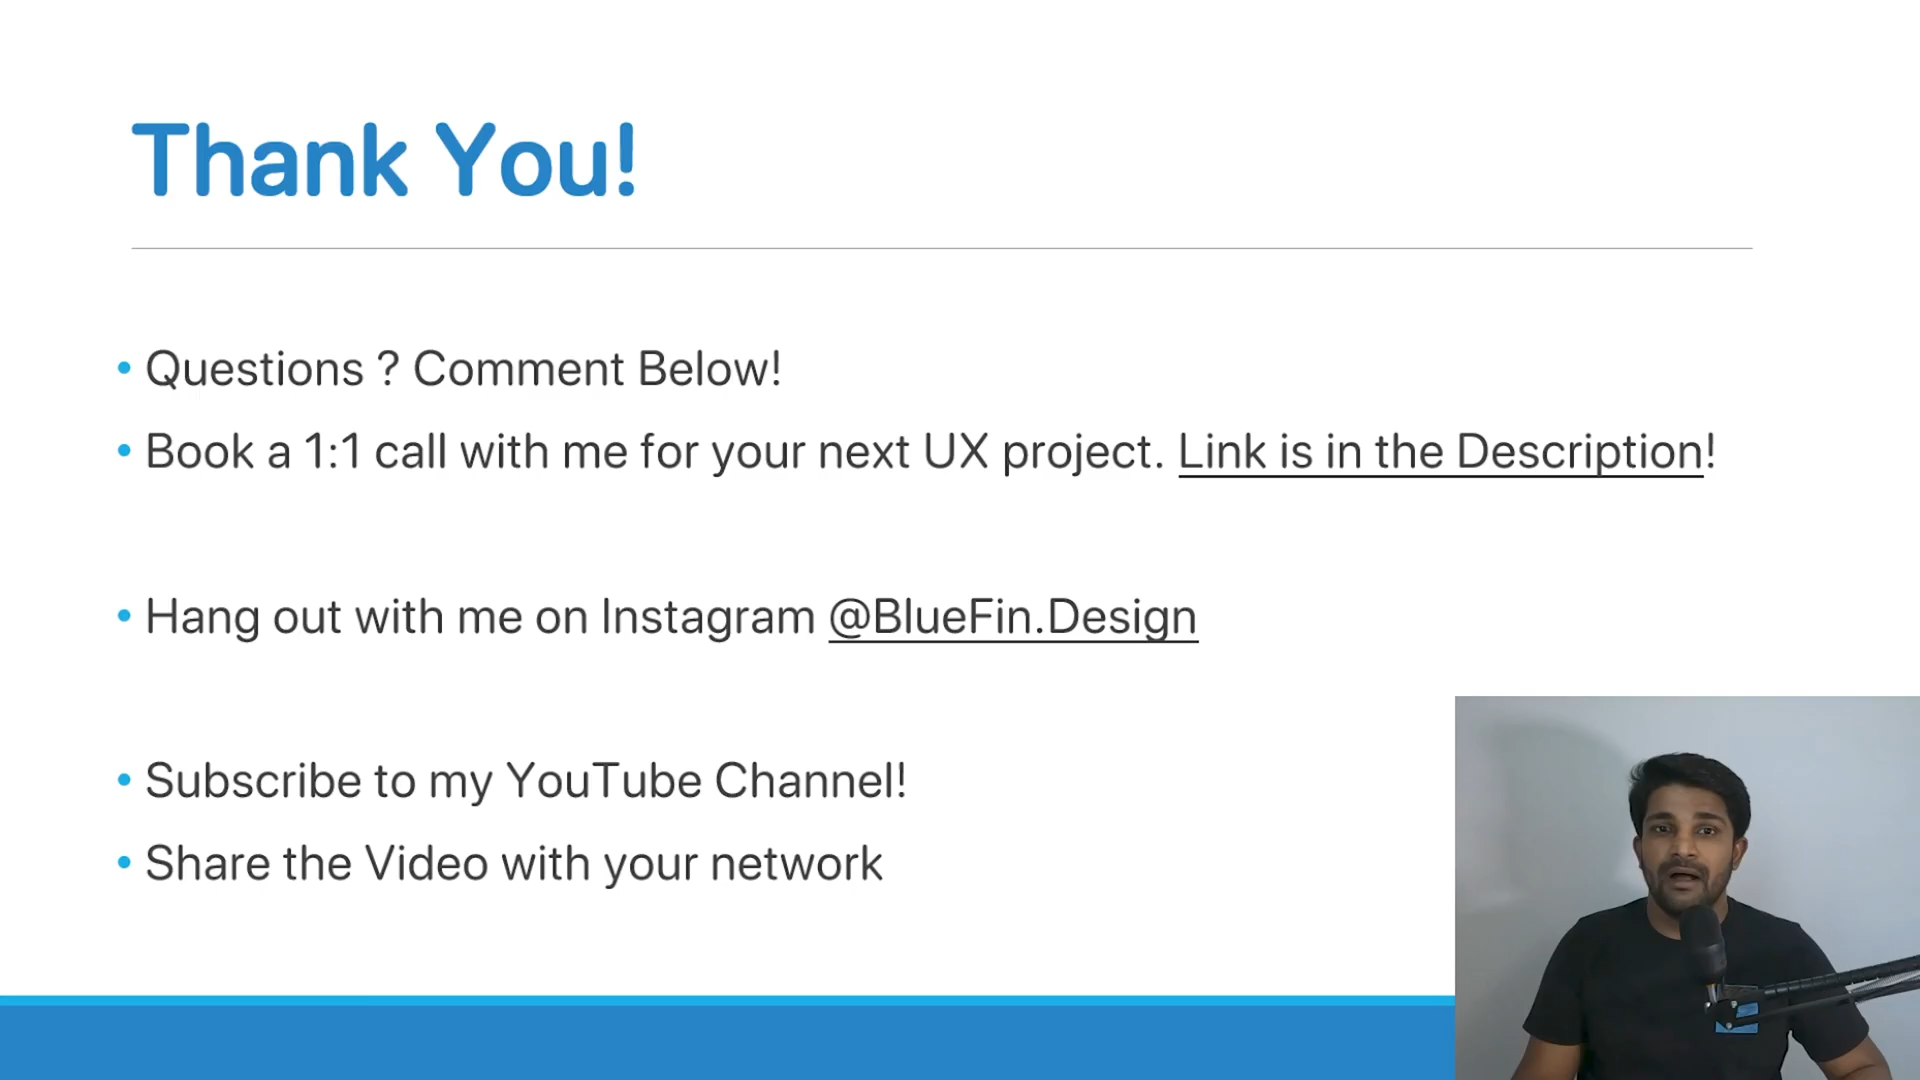 Thank You!
• Questions ? Comment Below!
• Book a 1:1 call with me for your next UX project. Link is in the Description!
• Hang out with me on Instagram @BlueFin.Design
• Subscribe to my YouTube Channel!
• Share the Video with your network